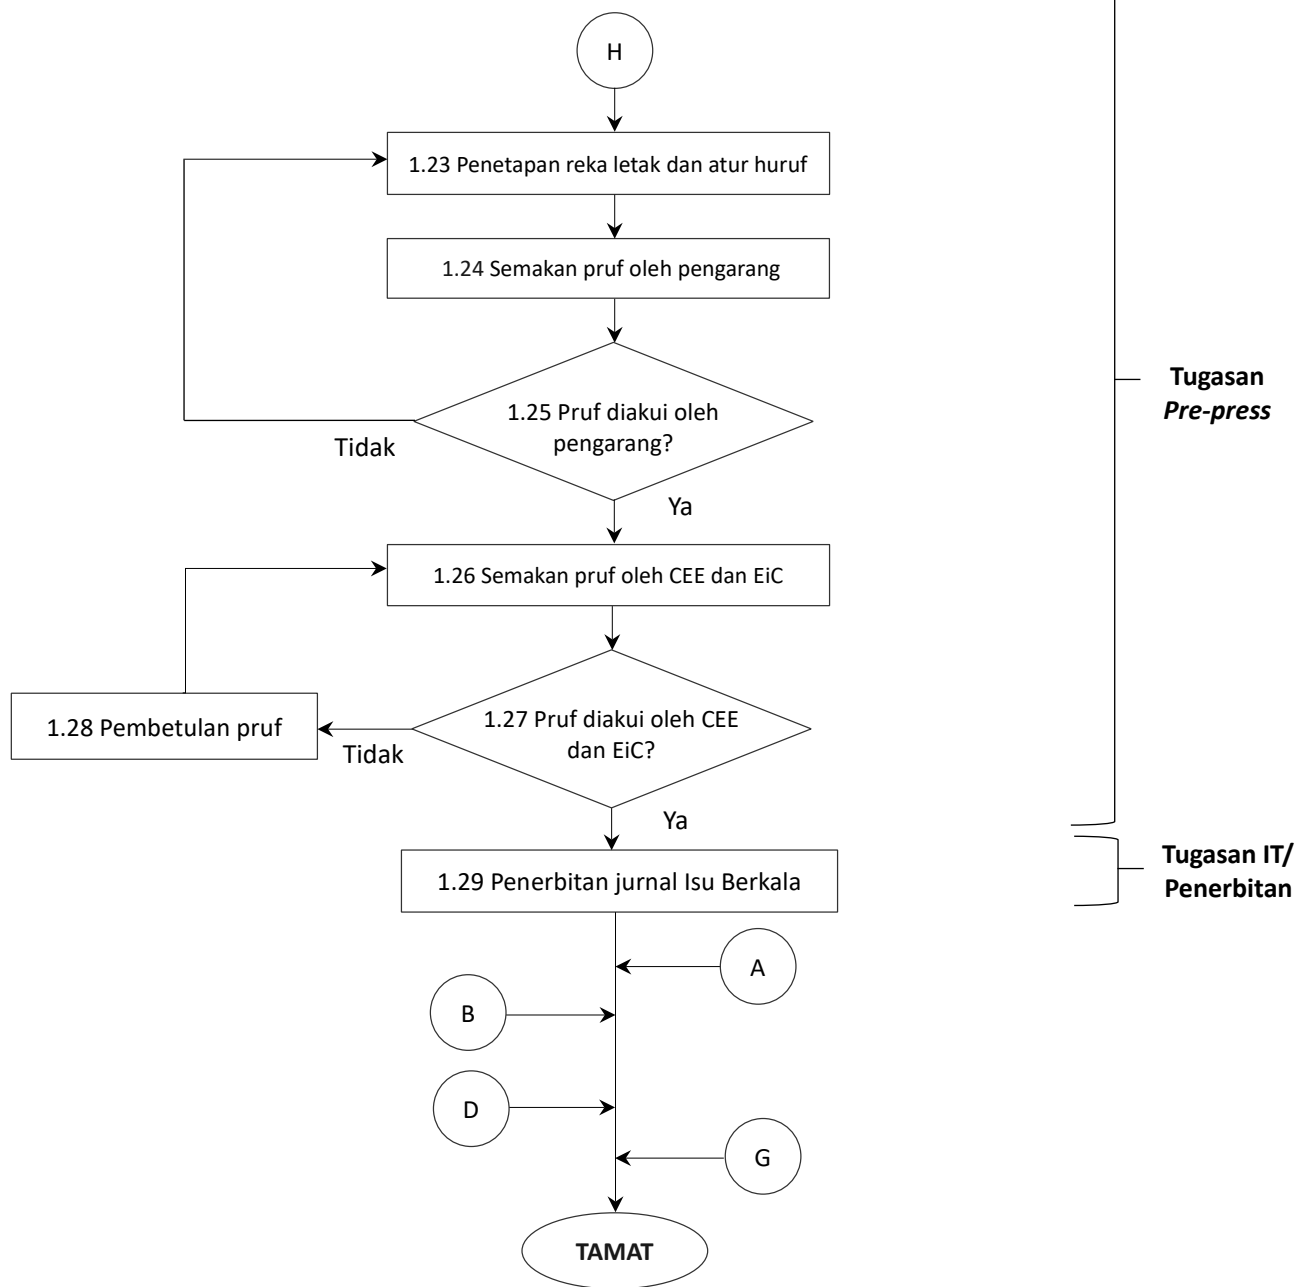 H
1.23 Penetapan reka letak dan atur huruf
1.24 Semakan pruf oleh pengarang
1.25 Pruf diakui oleh
pengarang?
Tidak
Ya
Tugasan
Pre-press
1.26 Semakan pruf oleh CEE dan EiC
1.27 Pruf diakui oleh CEE
dan EiC?
1.28 Pembetulan pruf
Tidak
Ya
1.29 Penerbitan jurnal Isu Berkala
Tugasan IT/
Penerbitan
A
B
D
G
TAMAT